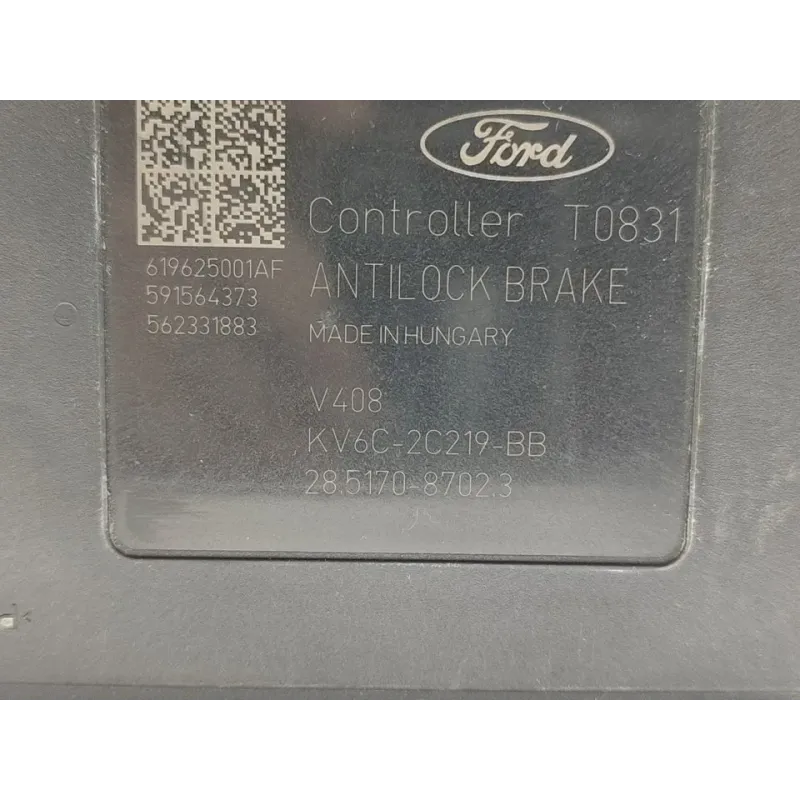 Ford
Controller T0831
ANTILOCK BRAKE
MADE IN HUNGARY
619625001AF
591564373
562331883
V408
KV6C-2C219-BB
28.5170-8702.3